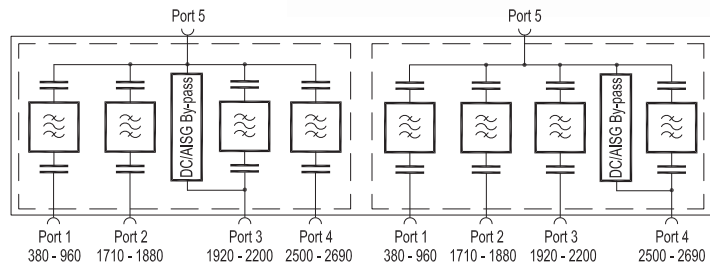 Port 5
Port 5
DC/AISG By-pass
DC/AISG By-pass
Port 1
Port 2
Port 3
Port 4
Port 1
Port 2
Port 3
Port 4
380 - 960
1710 - 1880
1920 - 2200
2500 - 2690
380 - 960
1710 - 1880
1920 - 2200
2500 - 2690